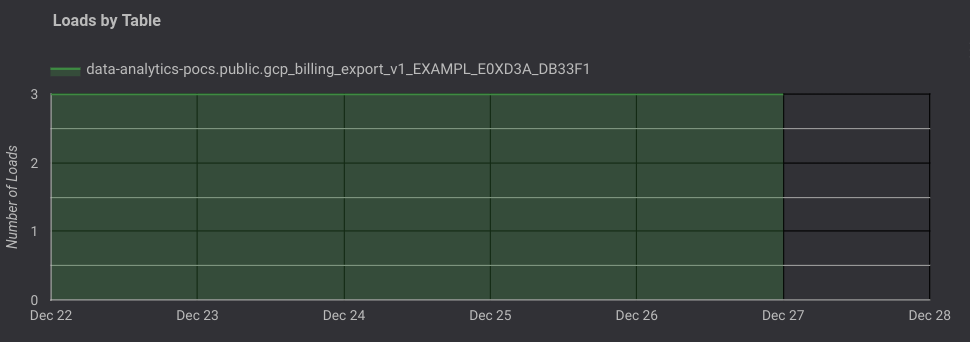 Loads by Table
data-analytics-pocs.public.gcp_billing_export_v1_EXAMPL_E0XD3A_DB33F1
3
2
1
0
Number of Loads
Dec 22
Dec 23
Dec 24
Dec 25
Dec 26
Dec 27
Dec 28